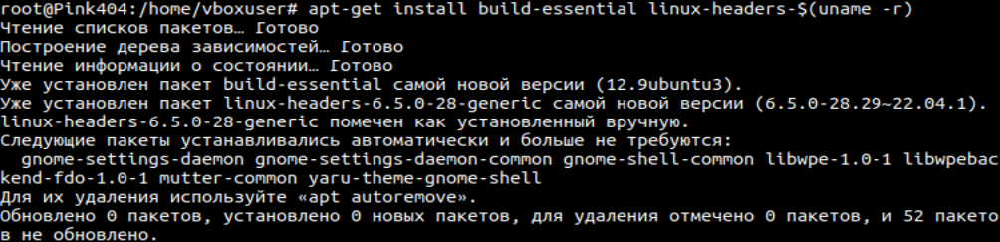 root@Pink404:/home/vboxuser# apt-get install build-essential linux-headers-$(uname -r)
Чтение списков пакетов… Готово
Построение дерева зависимостей… Готово
Чтение информации о состоянии… Готово
Уже установлен пакет build-essential самой новой версии (12.9ubuntu3).
Уже установлен пакет linux-headers-6.5.0-28-generic самой новой версии (6.5.0-28.29~22.04.1).
linux-headers-6.5.0-28-generic помечен как установленный вручную.
Следующие пакеты устанавливались автоматически и больше не требуются:
  gnome-settings-daemon gnome-settings-daemon-common gnome-shell-common libwpe-1.0-1 libwpebac
kend-fdo-1.0-1 mutter-common yaru-theme-gnome-shell
Для их удаления используйте «apt autoremove».
Обновлено 0 пакетов, установлено 0 новых пакетов, для удаления отмечено 0 пакетов, и 52 пакето
в не обновлено.